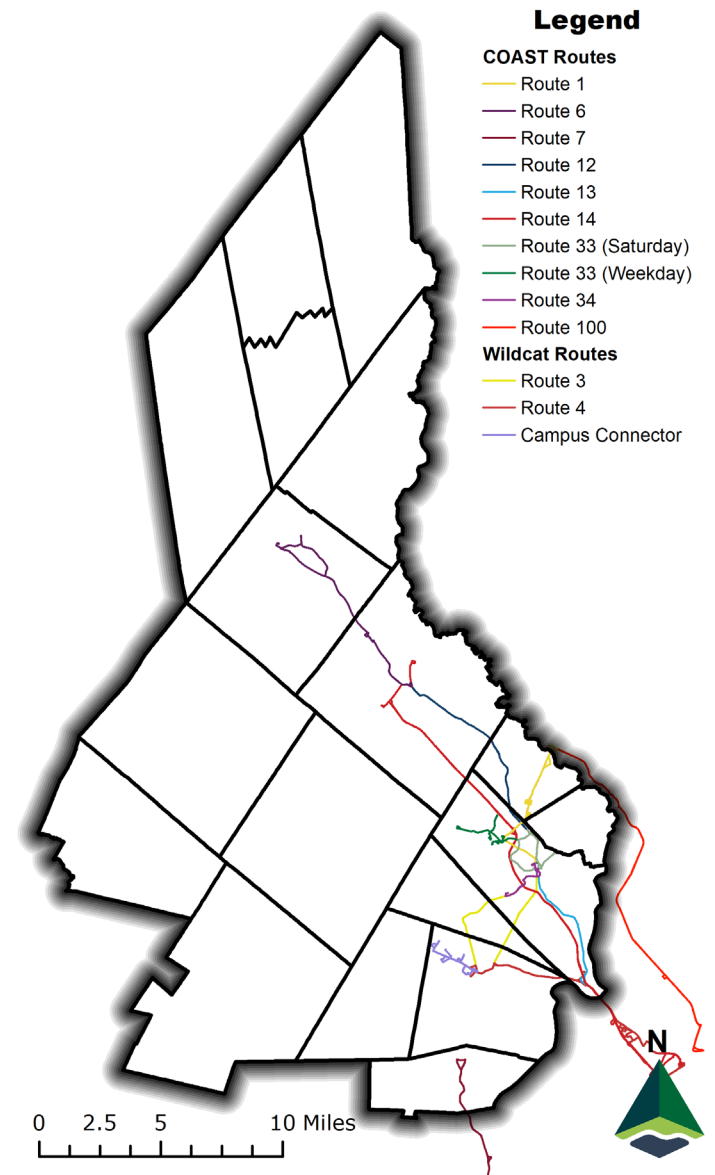 Legend
COAST Routes
Route 1
Route 6
Route 7
Route 12
Route 13
Route 14
Route 33 (Saturday)
Route 33 (Weekday)
Route 34
Route 100
Wildcat Routes
Route 3
Route 4
Campus Connector
N
0 2.5 5 10 Miles